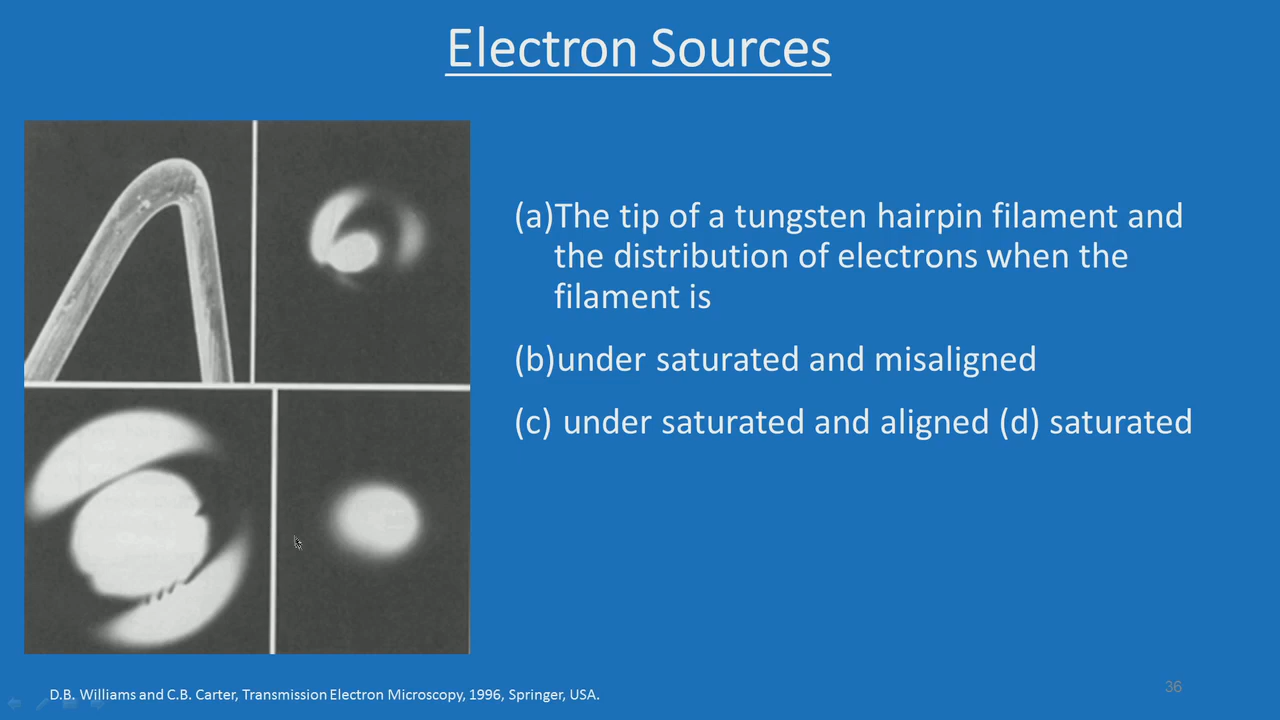 Electron Sources
(a)The tip of a tungsten hairpin filament and
the distribution of electrons when the
filament is
(b)under saturated and misaligned
(c) under saturated and aligned (d) saturated
D.B. Williams and C.B. Carter, Transmission Electron Microscopy, 1996, Springer, USA.
36